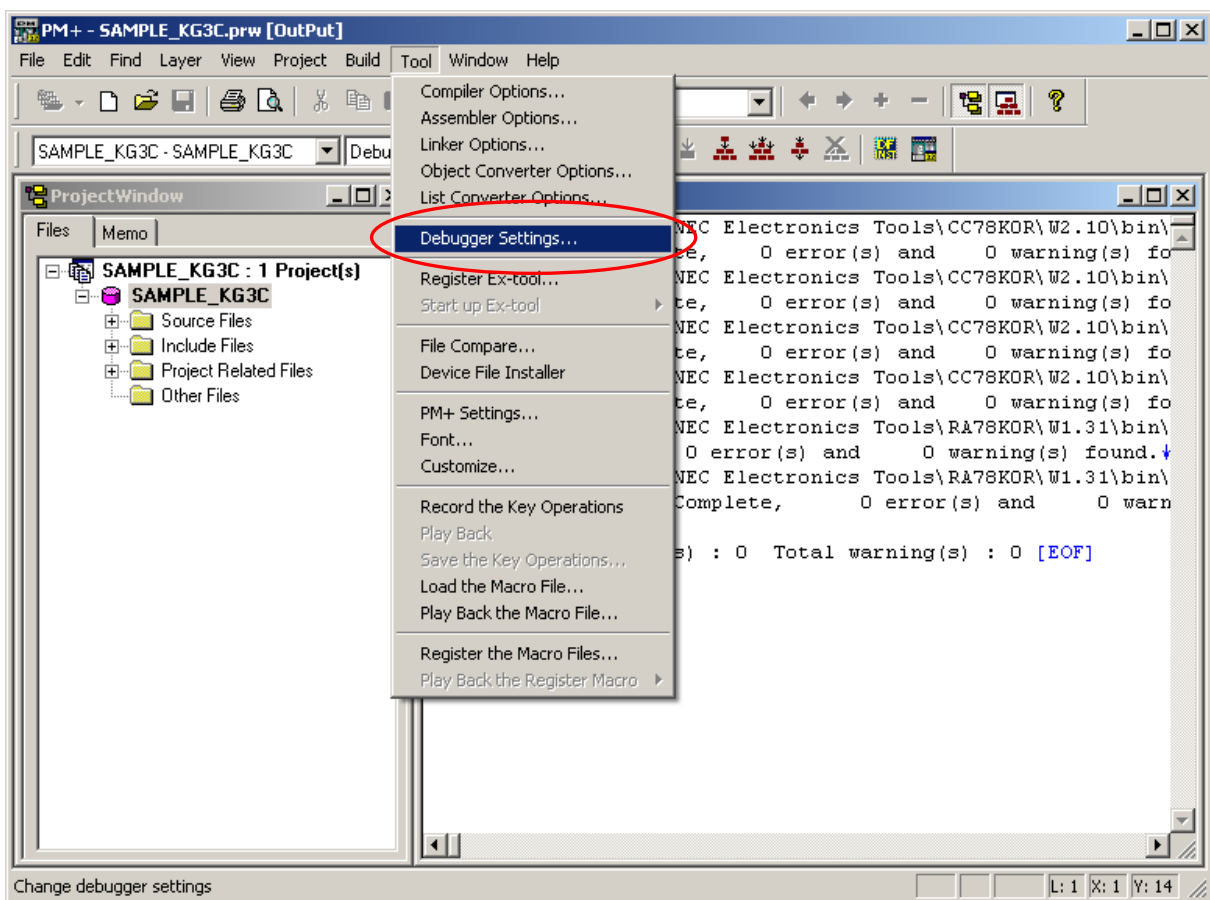 PM+ - SAMPLE_KG3C.prw [OutPut]
File Edit Find Layer View Project Build Tool Window Help
SAMPLE_KG3C - SAMPLE_KG3C Debu
ProjectWindow
Files Memo
SAMPLE_KG3C : 1 Project(s)
SAMPLE_KG3C
Source Files
Include Files
Project Related Files
Other Files
Compiler Options...
Assembler Options...
Linker Options...
Object Converter Options...
List Converter Options...
Debugger Settings...
Register Ex-tool...
Start up Ex-tool
File Compare...
Device File Installer
PM+ Settings...
Font...
Customize...
Record the Key Operations
Play Back
Save the Key Operations...
Load the Macro File...
Play Back the Macro File...
Register the Macro Files...
Play Back the Register Macro
NEC Electronics Tools\CC78K0R\W2.10\bin\
te, 0 error(s) and 0 warning(s) fo
NEC Electronics Tools\CC78K0R\W2.10\bin\
te, 0 error(s) and 0 warning(s) fo
NEC Electronics Tools\CC78K0R\W2.10\bin\
te, 0 error(s) and 0 warning(s) fo
NEC Electronics Tools\CC78K0R\W2.10\bin\
te, 0 error(s) and 0 warning(s) fo
NEC Electronics Tools\RA78K0R\W1.31\bin\
0 error(s) and 0 warning(s) found.
NEC Electronics Tools\RA78K0R\W1.31\bin\
Complete, 0 error(s) and 0 warn
s) : 0 Total warning(s) : 0 [EOF]
Change debugger settings
L: 1 X: 1 Y: 14